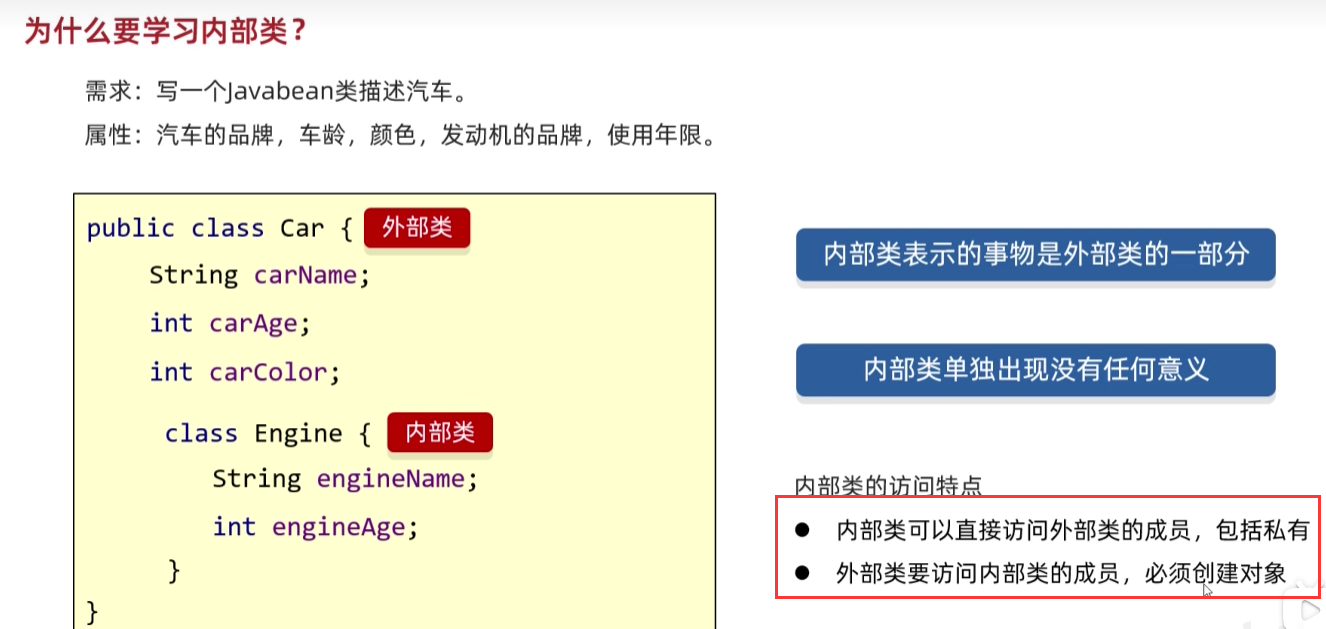 为什么要学习内部类?
需求：写一个Javabean类描述汽车。
属性：汽车的品牌，车龄，颜色，发动机的品牌，使用年限。
public class Car { 外部类
String carName;
int carAge;
int carColor;
class Engine { 内部类
String engineName;
int engineAge;
}
}
内部类表示的事物是外部类的一部分
内部类单独出现没有任何意义
内部类的访问特点
● 内部类可以直接访问外部类的成员，包括私有
● 外部类要访问内部类的成员，必须创建对象